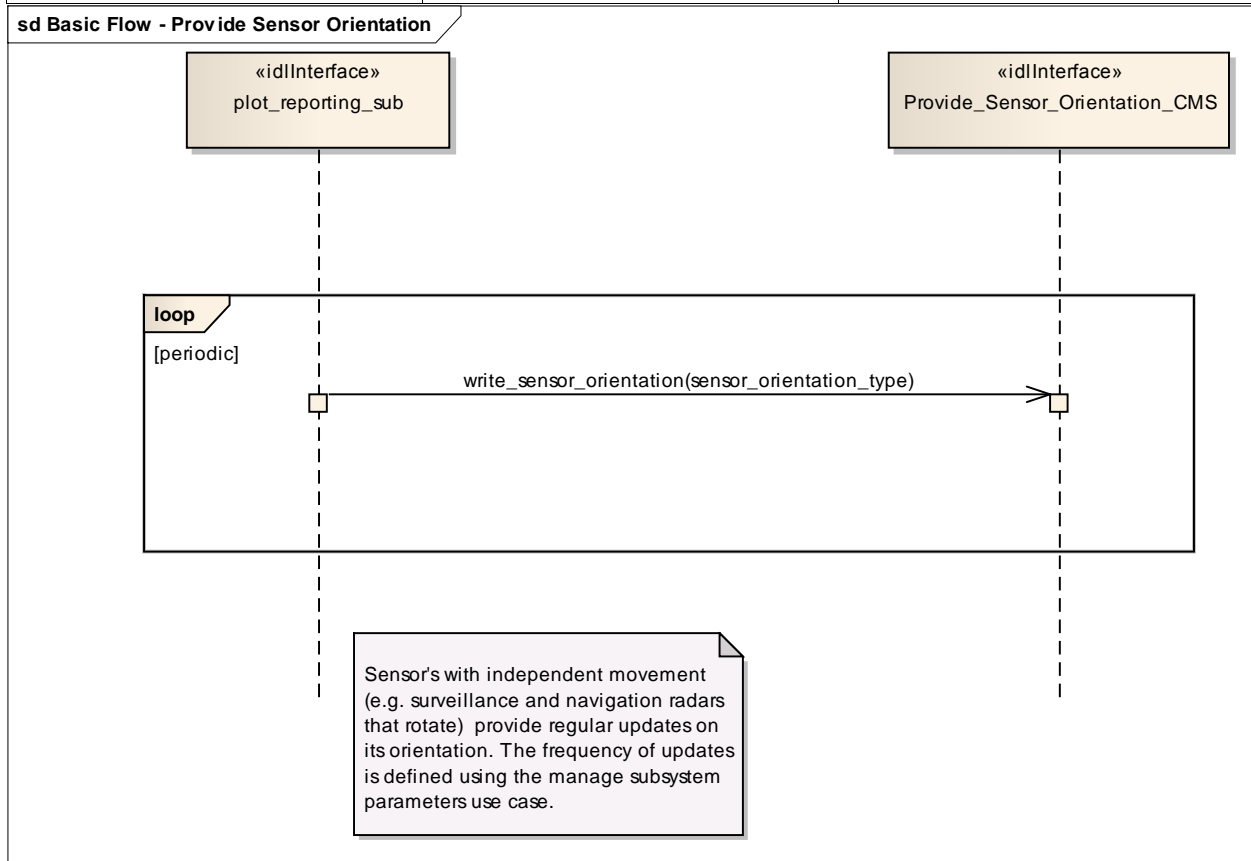 sd Basic Flow - Provide Sensor Orientation
«idlInterface»
plot_reporting_sub
«idlInterface»
Provide_Sensor_Orientation_CMS
loop
[periodic]
write_sensor_orientation(sensor_orientation_type)
Sensor's with independent movement
(e.g. surveillance and navigation radars
that rotate)  provide regular updates on
its orientation. The frequency of updates
is defined using the manage subsystem
parameters use case.